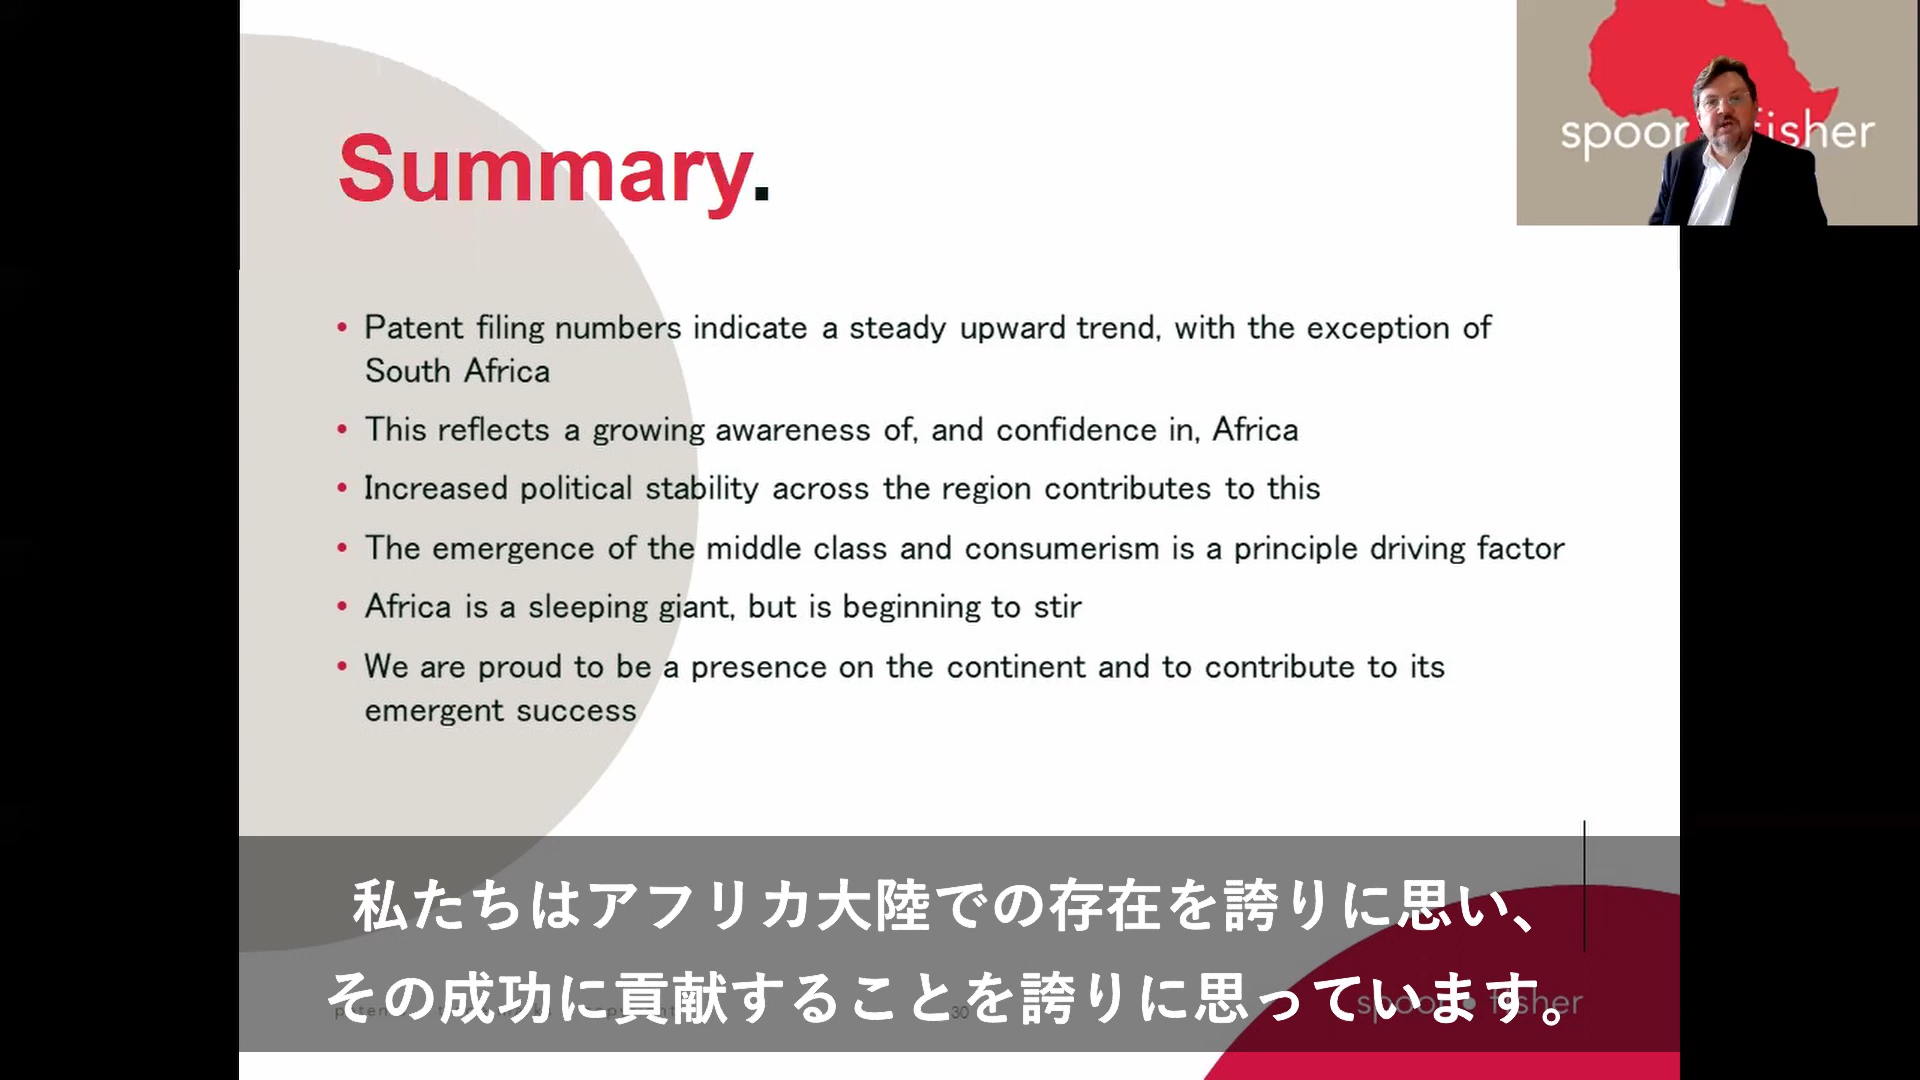 Summary.
• Patent filing numbers indicate a steady upward trend, with the exception of
South Africa
• This reflects a growing awareness of, and confidence in, Africa
• Increased political stability across the region contributes to this
• The emergence of the middle class and consumerism is a principle driving factor
• Africa is a sleeping giant, but is beginning to stir
• We are proud to be a presence on the continent and to contribute to its
emergent success
spoor fisher
私たちはアフリカ大陸での存在を誇りに思い、
その成功に貢献することを誇りに思っています。
30
spoor fisher